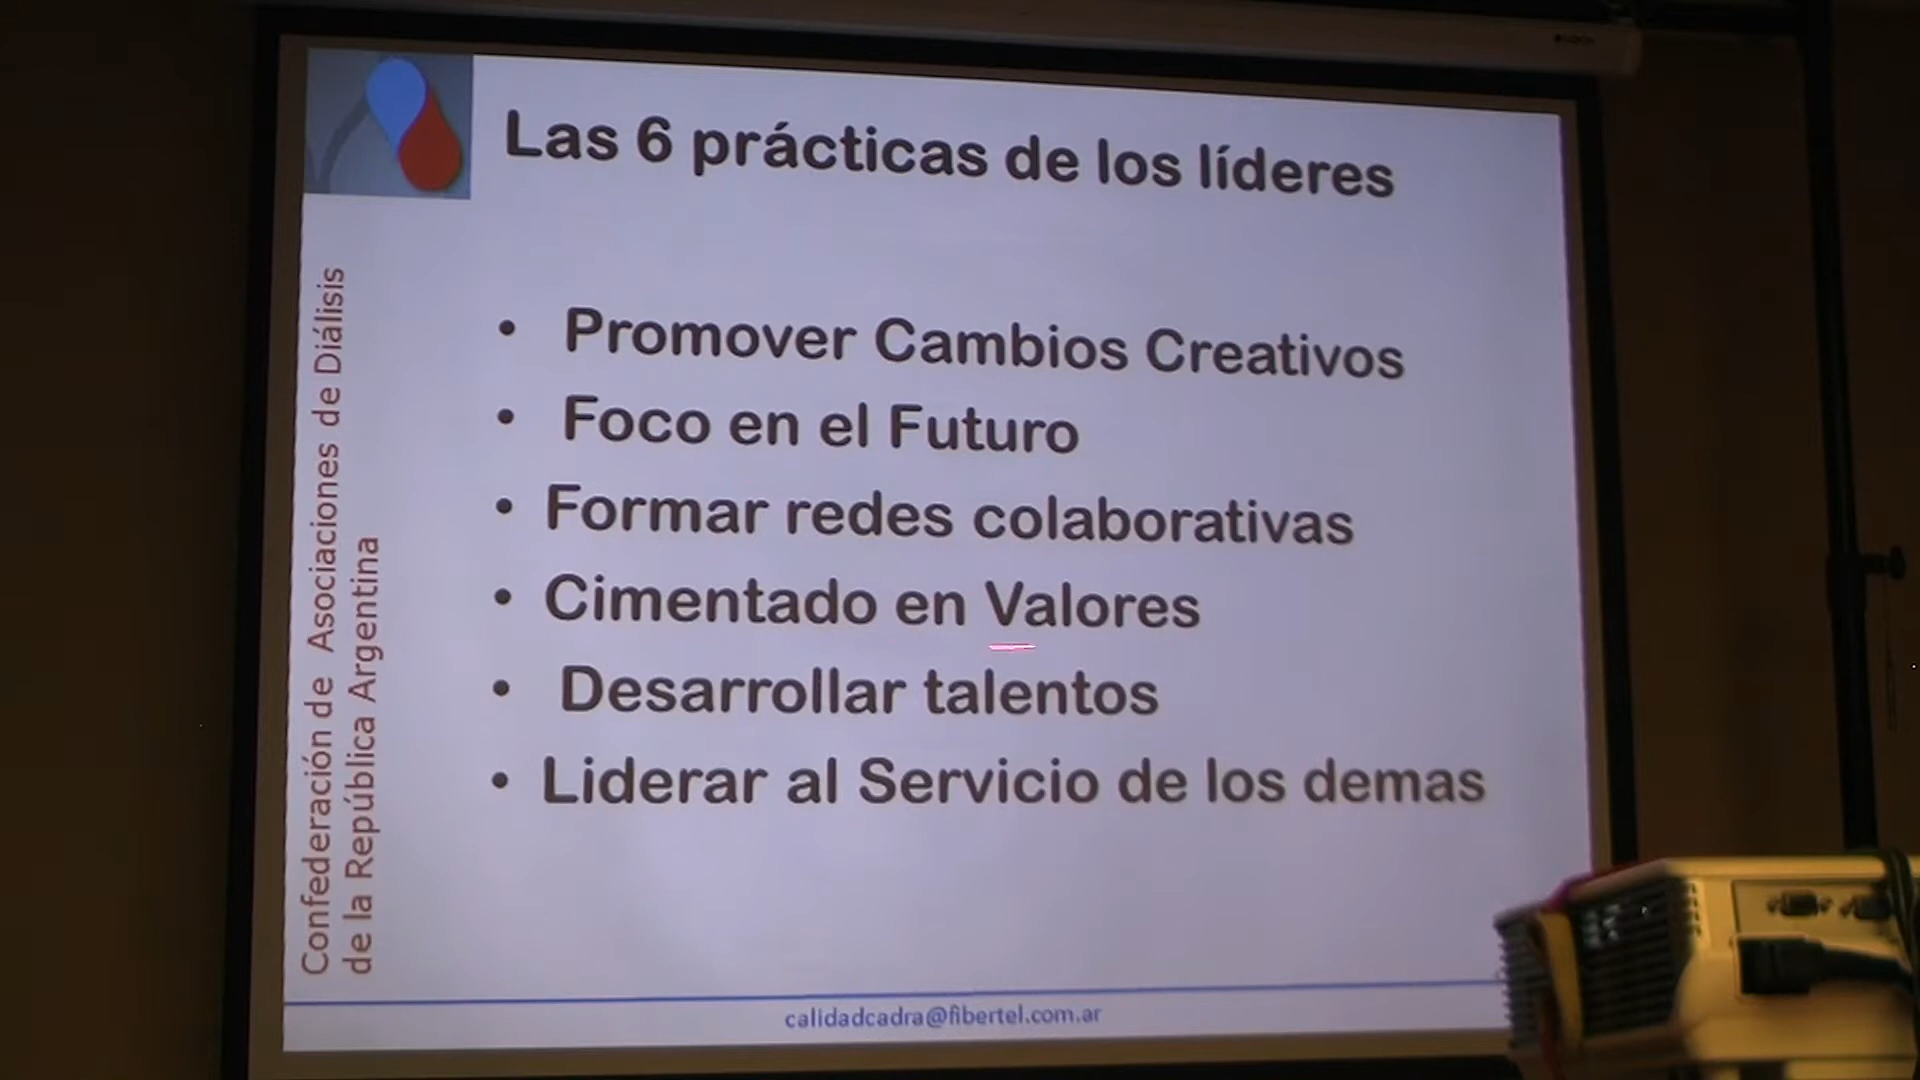 Las 6 prácticas de los líderes
• Promover Cambios Creativos
• Foco en el Futuro
• Formar redes colaborativas
• Cimentado en Valores
• Desarrollar talentos
• Liderar al Servicio de los demas
Confederación de Asociaciones de Diálisis
de la República Argentina
calidadcadra@fibertel.com.ar